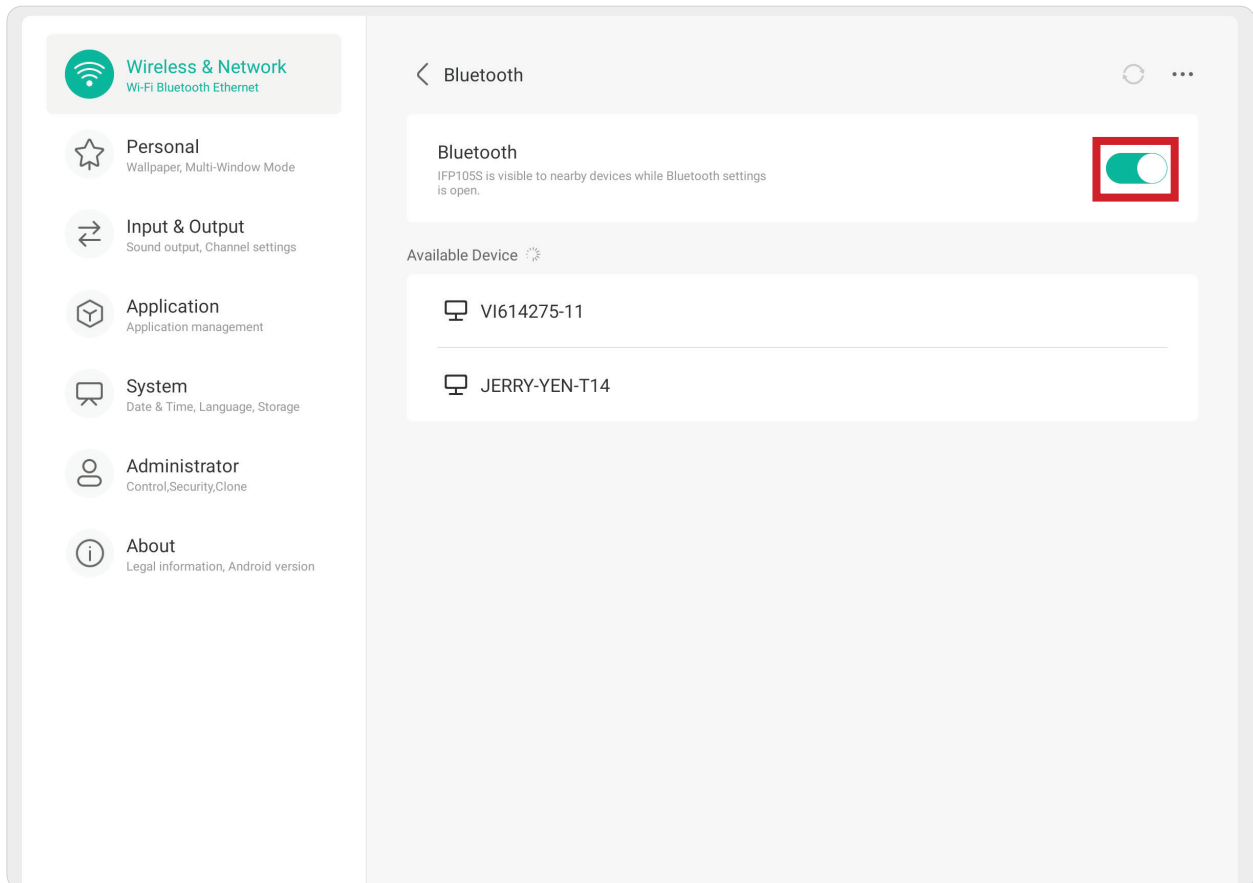 Wireless & Network
Wi-Fi Bluetooth Ethernet
Personal
Wallpaper, Multi-Window Mode
Input & Output
Sound output, Channel settings
Application
Application management
System
Date & Time, Language, Storage
Administrator
Control,Security,Clone
About
Legal information, Android version
Bluetooth
Bluetooth
IFP105S is visible to nearby devices while Bluetooth settings
is open.
Available Device
VI614275-11
JERRY-YEN-T14